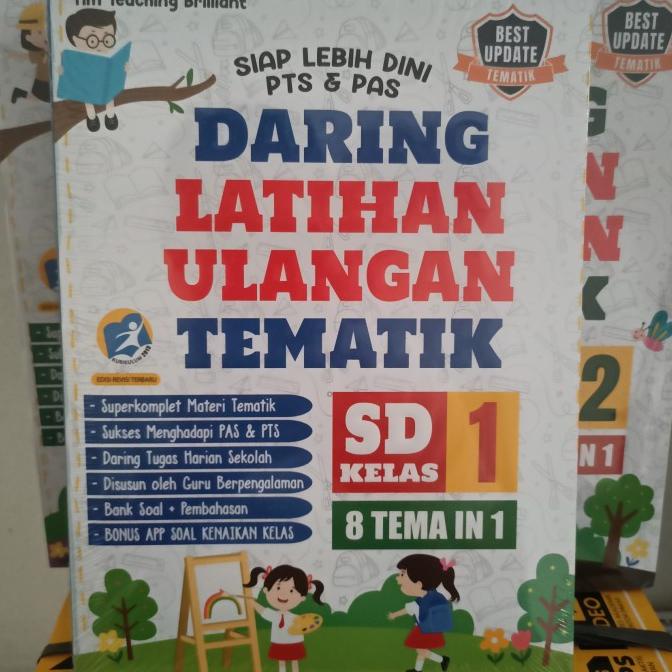 Tim Teaching Brilliant
SIAP LEBIH DINI
PTS & PAS
BEST
UPDATE
TEMATIK
BEST
UPDATE
TEMATIK
DARING
LATIHAN
ULANGAN
TEMATIK
KURIKULUM 2013
EDISI REVISI TERBARU
- Superkomplet Materi Tematik
- Sukses Menghadapi PAS & PTS
- Daring Tugas Harian Sekolah
- Disusun oleh Guru Berpengalaman
- Bank Soal + Pembahasan
- BONUS APP SOAL KENAIKAN KELAS
SD
KELAS
1
8 TEMA IN 1
G
N
N
K
2
N 1